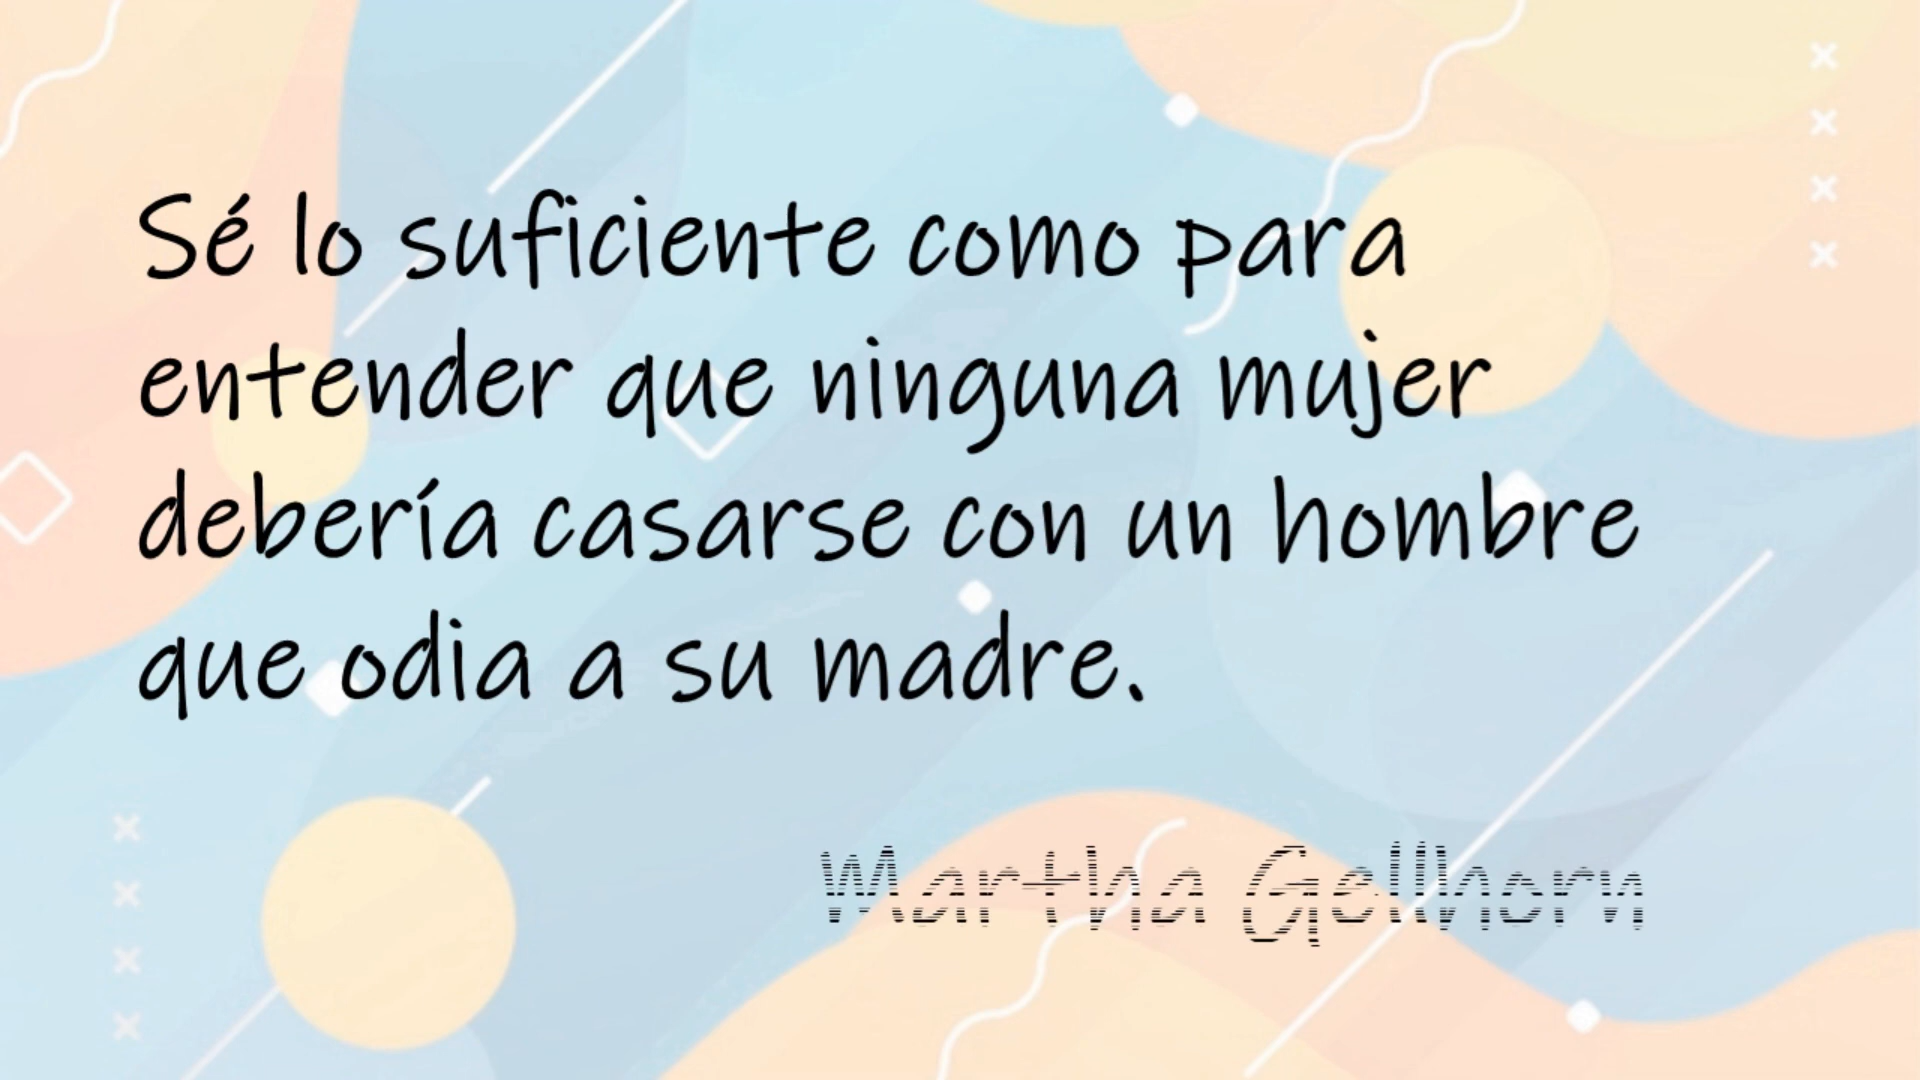 Sé lo suficiente como para
entender que ninguna mujer
debería casarse con un hombre
que odia a su madre.
Martha Gellhorn